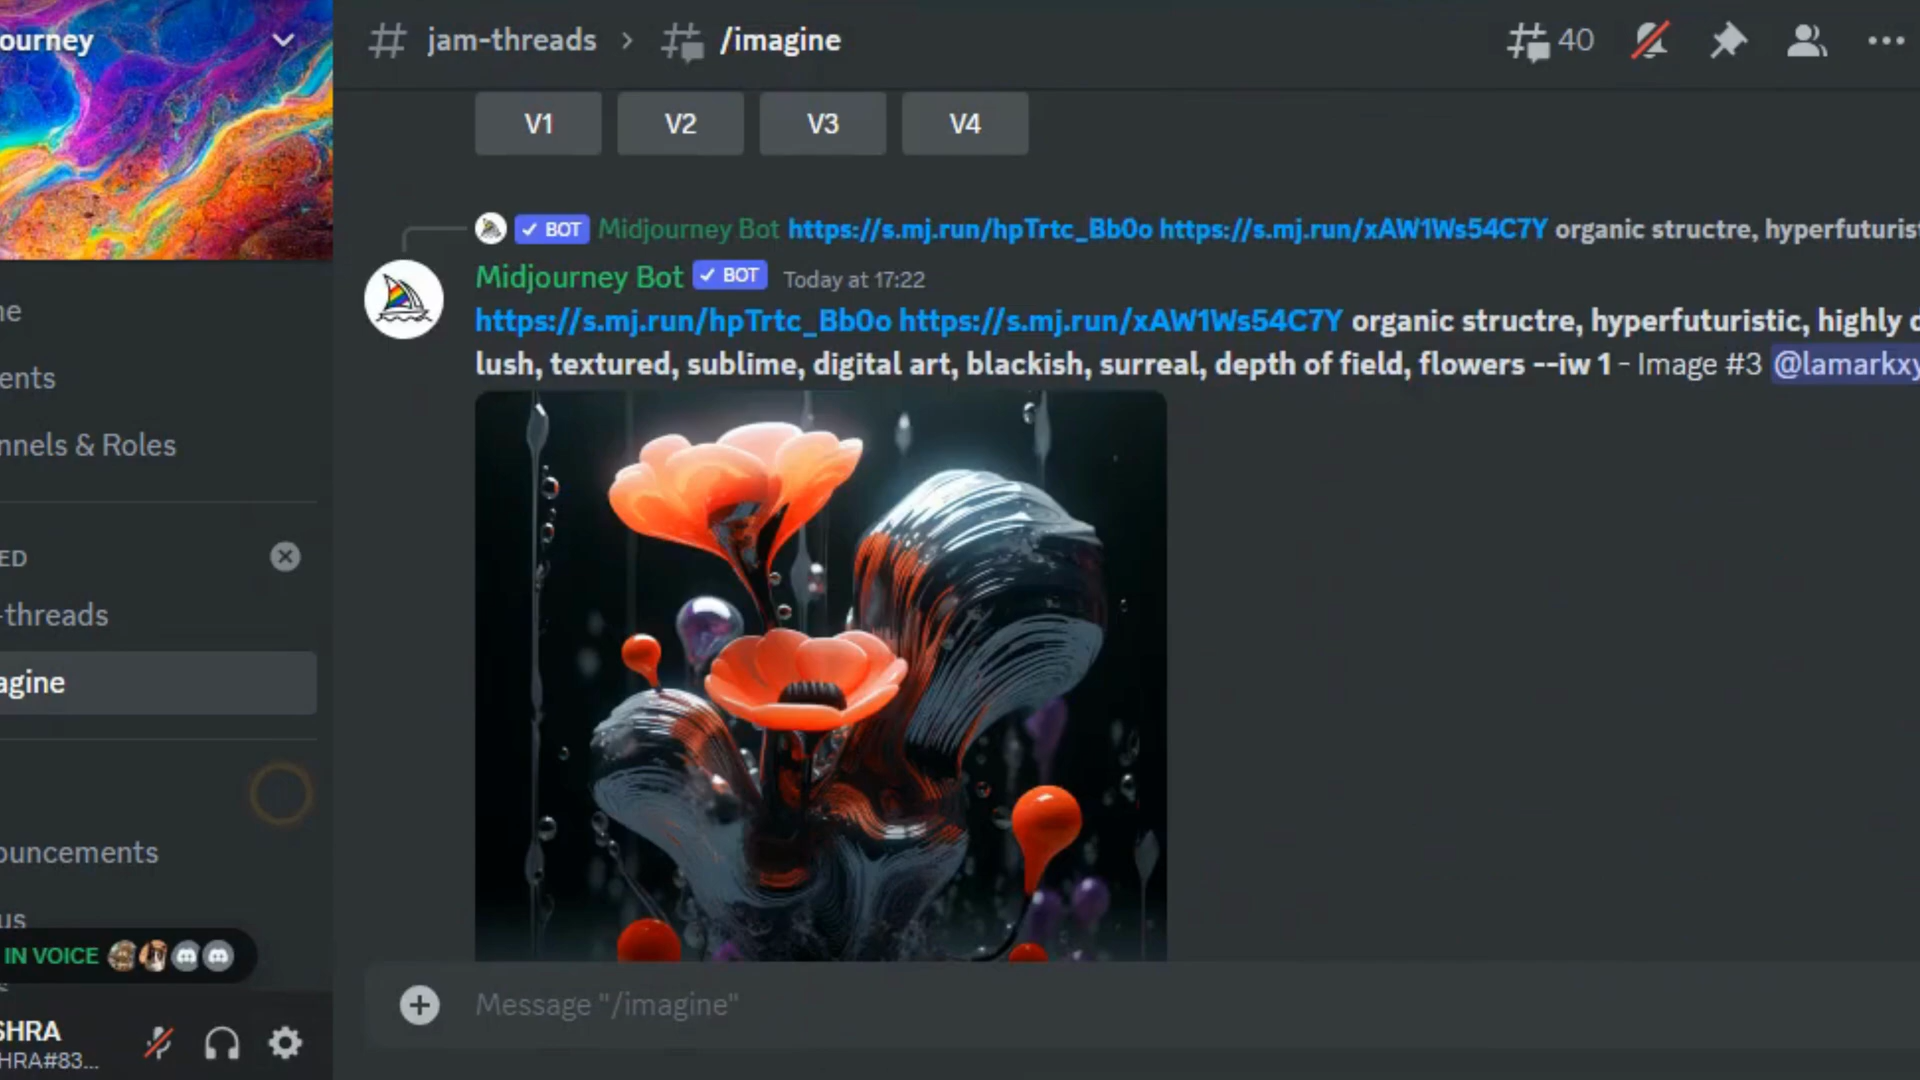 ourney
jam-threads > /imagine
40
V1 V2 V3 V4
BOT Midjourney Bot https://s.mj.run/hpTrtc_Bb0o https://s.mj.run/xAW1Ws54C7Y organic structre, hyperfuturist
Midjourney Bot BOT Today at 17:22
https://s.mj.run/hpTrtc_Bb0o https://s.mj.run/xAW1Ws54C7Y organic structre, hyperfuturistic, highly
lush, textured, sublime, digital art, blackish, surreal, depth of field, flowers --iw 1 - Image #3 @lamarkxy
ne
ents
nnels & Roles
ED
-threads
agine
ouncements
us
IN VOICE
SHRA
HRA#83...
Message "/imagine"